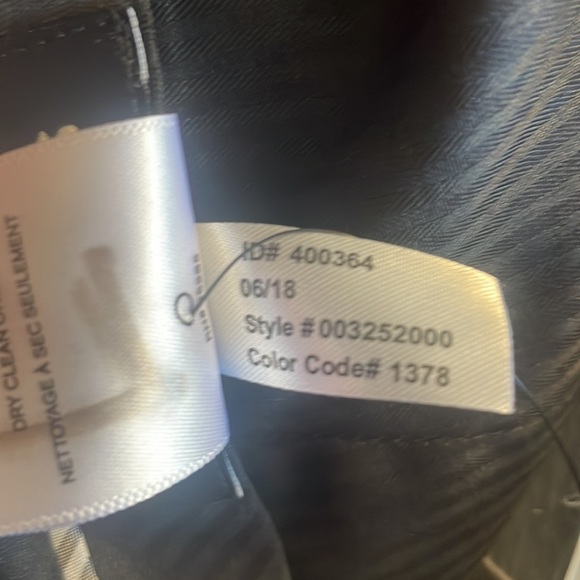 DRY CLEAN
NETTOYAGE À SEC SEULEMENT
ID# 400364
06/18
Style #003252000
Color Code# 1378